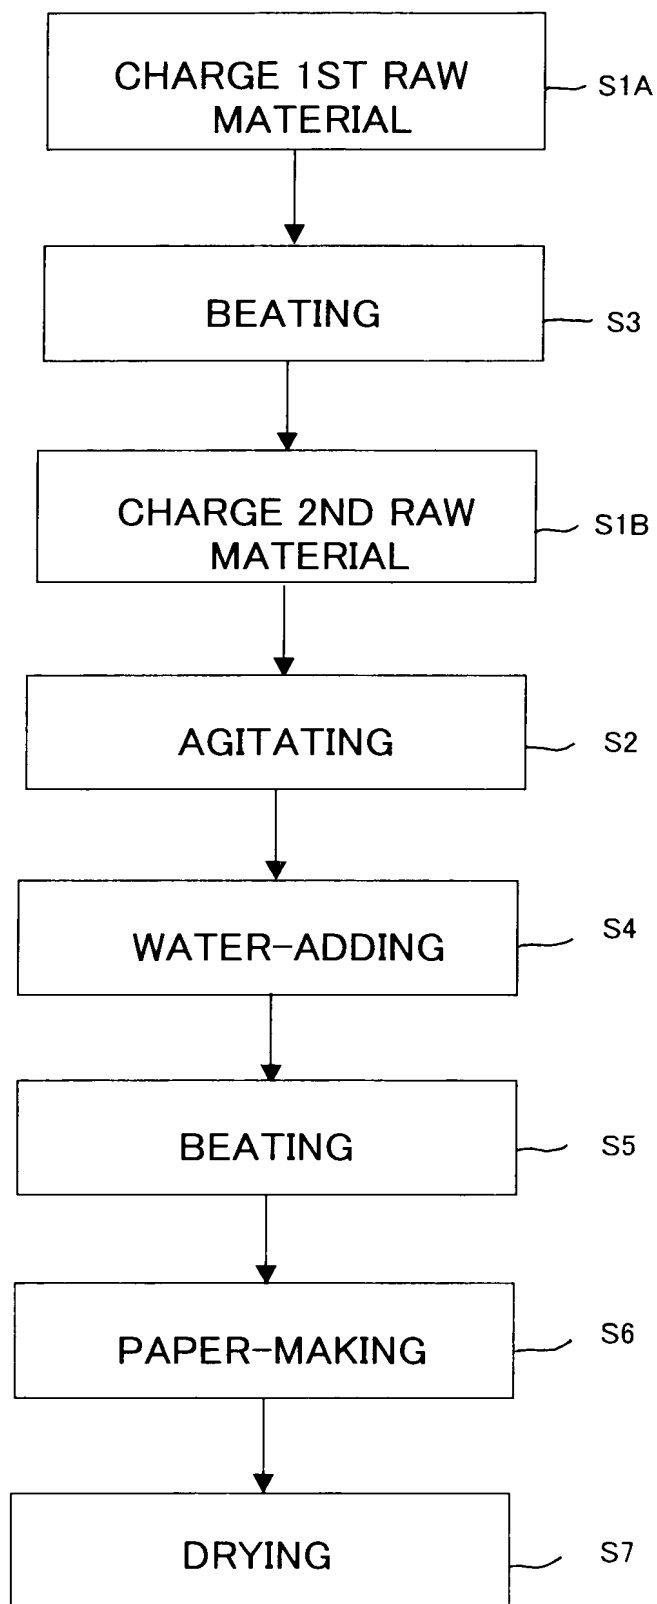 CHARGE 1ST RAW
MATERIAL
S1A
BEATING
S3
CHARGE 2ND RAW
MATERIAL
S1B
AGITATING
S2
WATER-ADDING
S4
BEATING
S5
PAPER-MAKING
S6
DRYING
S7